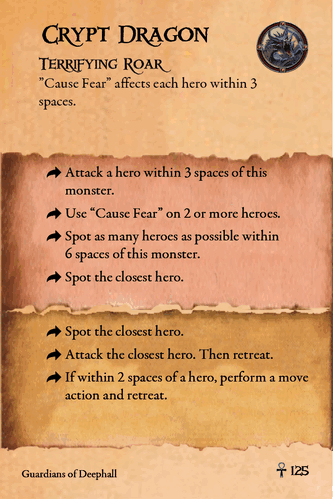 Crypt Dragon
Terrifying Roar
”Cause Fear” affects each hero within 3
spaces.
Attack a hero within 3 spaces of this
monster.
Use “Cause Fear” on 2 or more heroes.
Spot as many heroes as possible within
6 spaces of this monster.
Spot the closest hero.
Spot the closest hero.
Attack the closest hero. Then retreat.
If within 2 spaces of a hero, perform a move
action and retreat.
Guardians of Deephall
125